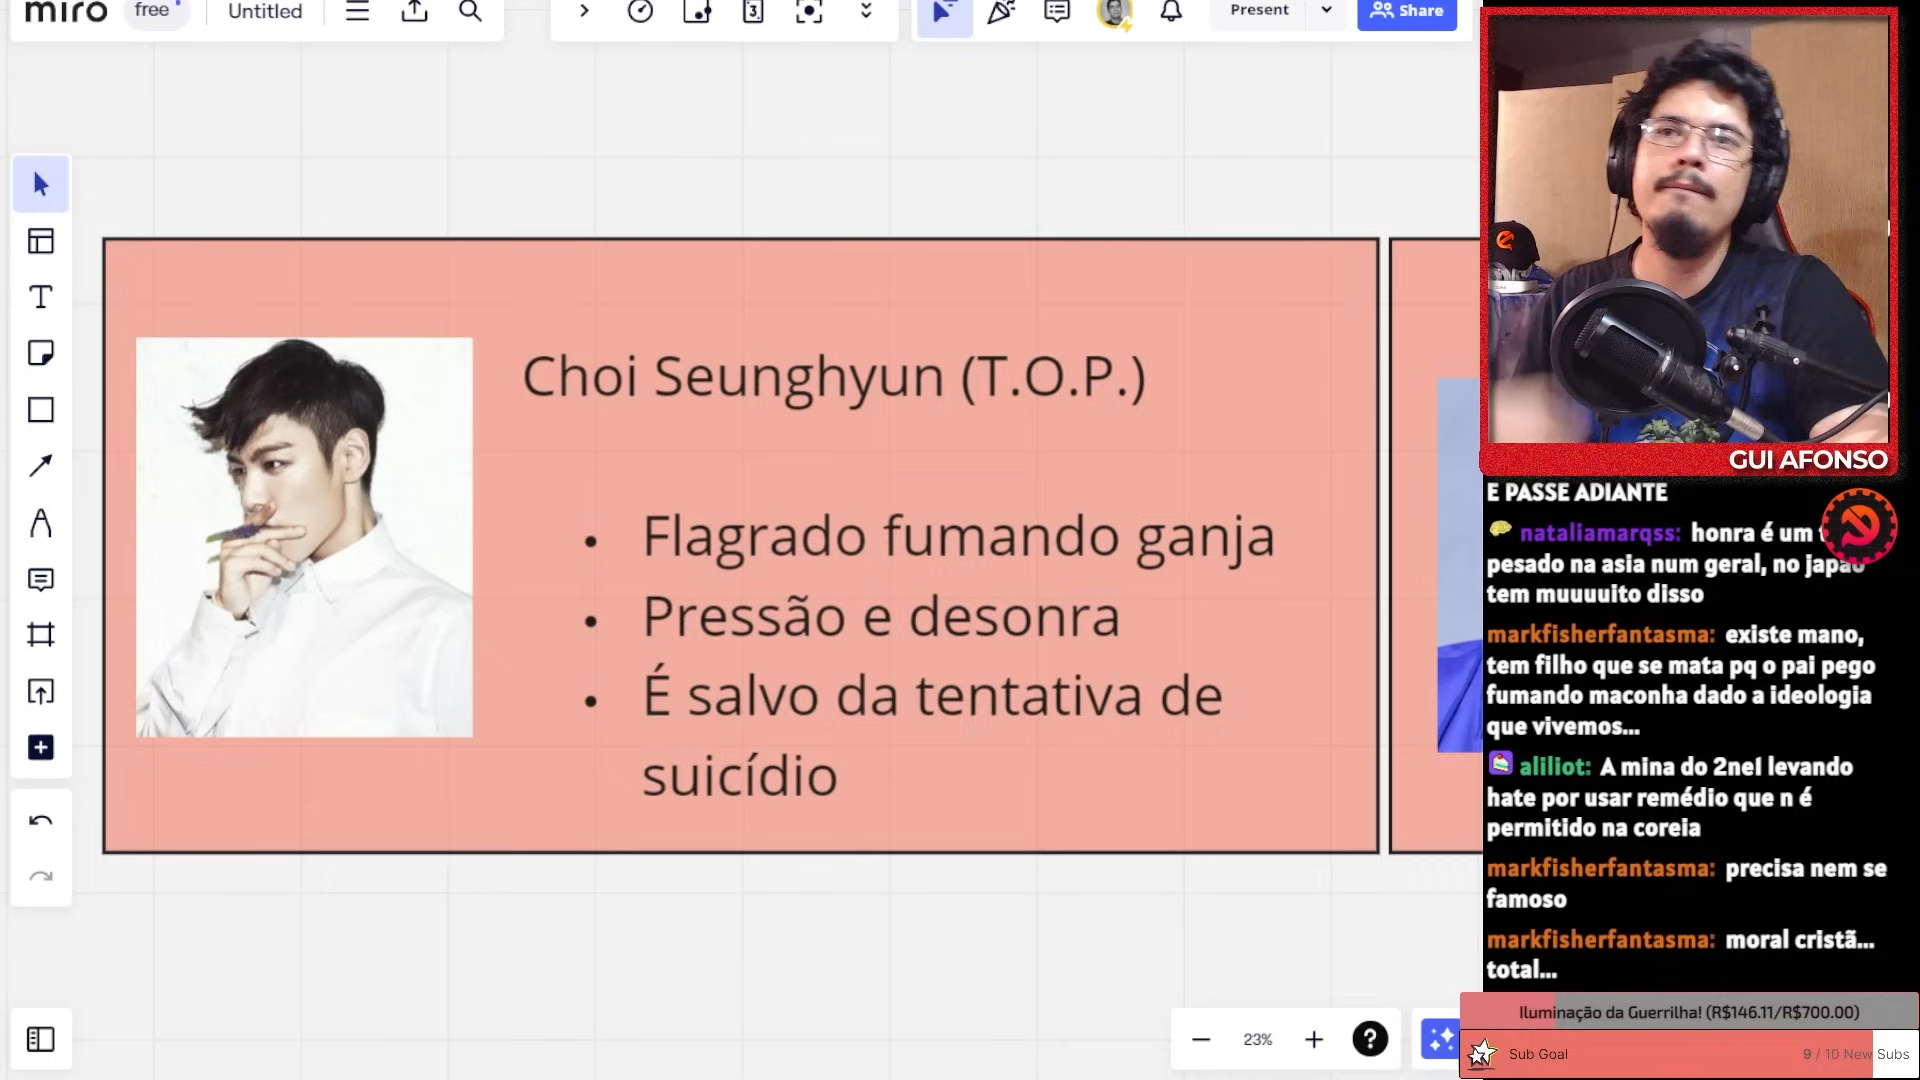 miro free Untitled
3
Present
Share
Choi Seunghyun (T.O.P.)
• Flagrado fumando ganja
• Pressão e desonra
• É salvo da tentativa de
suicídio
23%
?
GUI AFONSO
E PASSE ADIANTE
nataliamarqss: honra é um
pesado na asia num geral, no japao
tem muuuuito disso
markfisherfantasma: existe mano,
tem filho que se mata pq o pai pego
fumando maconha dado a ideologia
que vivemos...
aliliot: A mina do 2ne1 levando
hate por usar remédio que n é
permitido na coreia
markfisherfantasma: precisa nem se
famoso
markfisherfantasma: moral cristã...
total...
Iluminação da Guerrilha! (R$146.11/R$700.00)
Sub Goal 9 / 10 New Subs